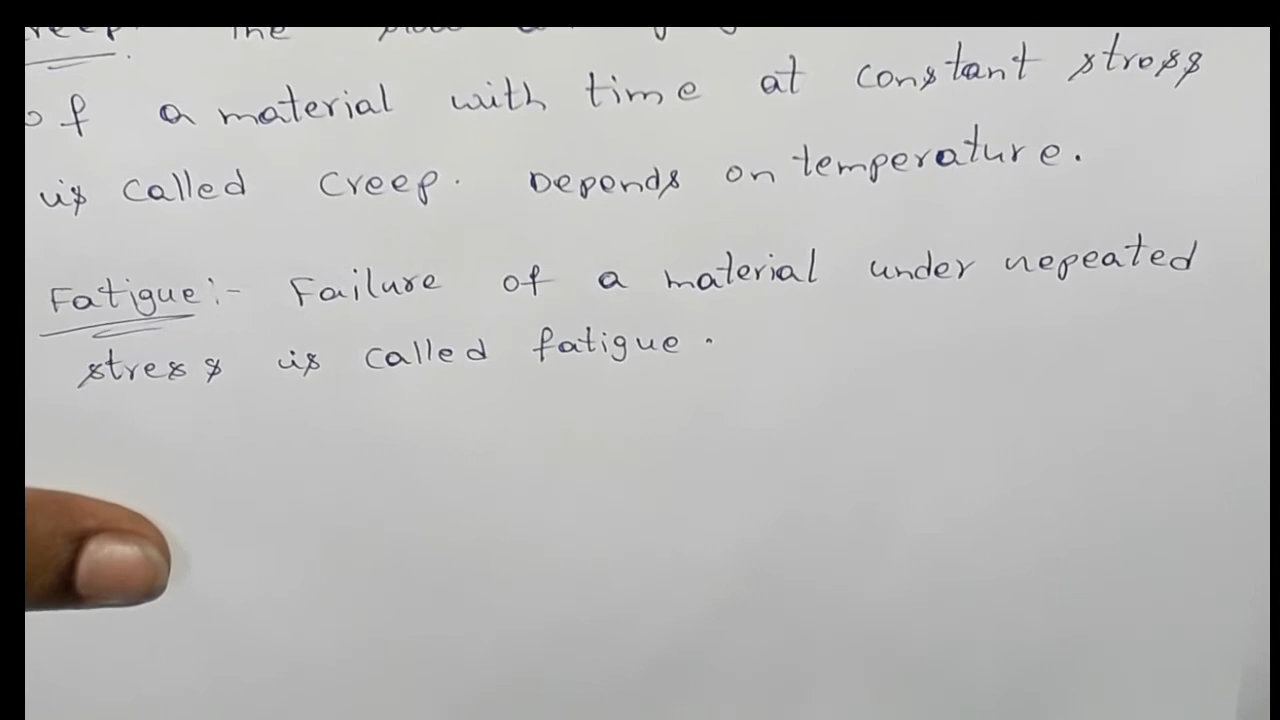 The
of a material with time at constant stress
is called creep. Depends on temperature.
Fatigue:- Failure of a material under repeated
stress is called fatigue.